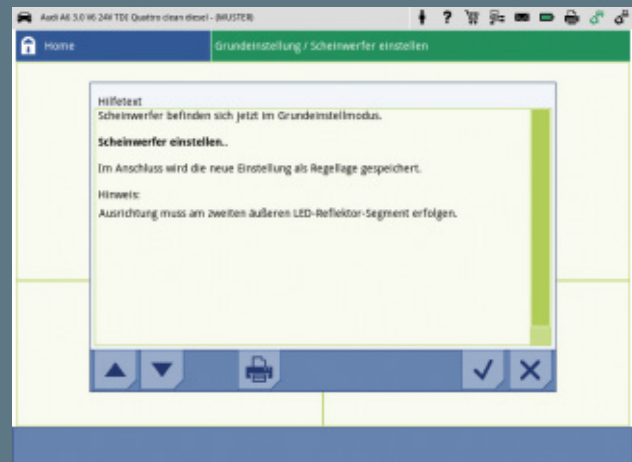 Audi A6 3.0 V6 24V TDI Quattro clean diesel - (MUSTER)
Home
Grundeinstellung / Scheinwerfer einstellen
Hilfetext
Scheinwerfer befinden sich jetzt im Grundeinstellmodus.
Scheinwerfer einstellen..
Im Anschluss wird die neue Einstellung als Regellage gespeichert.
Hinweis:
Ausrichtung muss am zweiten äußeren LED-Reflektor-Segment erfolgen.